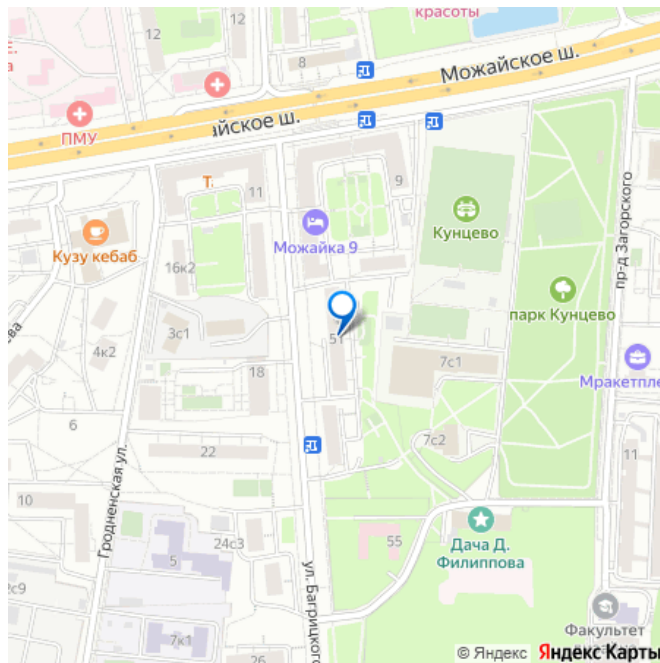 красоты
12
12
8
Можайское ш.
айское ш.
ПМУ
Т.
11
9
Кунцево
пр-д Загорского
Кузу кебаб
16к2
Можайка 9
парк Кунцево
3с1
51
7с1
4к2
18
Мракетпле
6
7с2
22
11
10
Гродненская ул.
24с3
55
Дача Д.
Филиппова
5
2с9
ул. Багрицкого
7к1
26
Факультет
© Яндекс Яндекс Карты